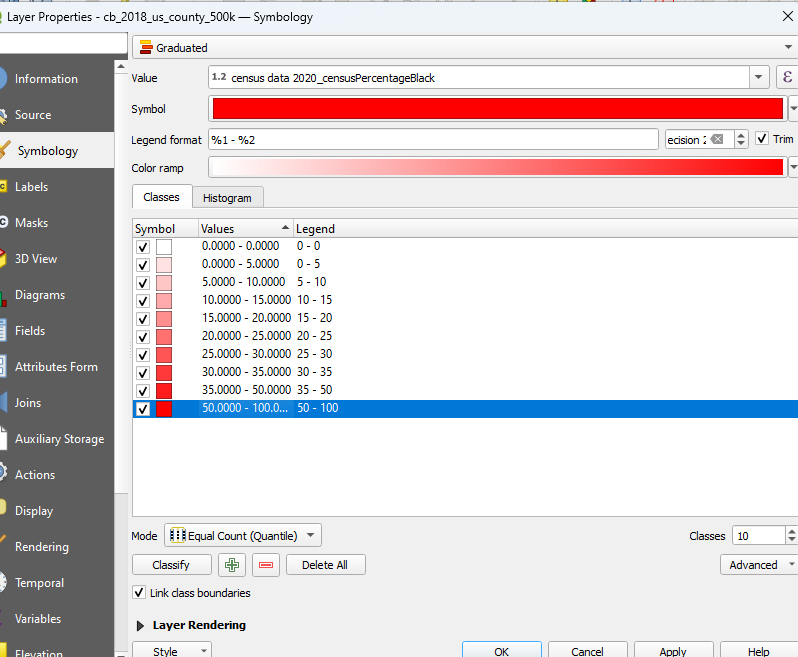 Layer Properties - cb_2018_us_county_500k — Symbology
Graduated
Information
Source
Symbology
Labels
Masks
3D View
Diagrams
Fields
Attributes Form
Joins
Auxiliary Storage
Actions
Display
Rendering
Temporal
Variables
Elevation
Value 1.2 census data 2020_censusPercentageBlack ε
Symbol
Legend format %1 - %2 ecision 2 Trim
Color ramp
Classes Histogram
Symbol Values Legend
0.0000 - 0.0000 0 - 0
0.0000 - 5.0000 0 - 5
5.0000 - 10.0000 5 - 10
10.0000 - 15.0000 10 - 15
15.0000 - 20.0000 15 - 20
20.0000 - 25.0000 20 - 25
25.0000 - 30.0000 25 - 30
30.0000 - 35.0000 30 - 35
35.0000 - 50.0000 35 - 50
50.0000 - 100.0... 50 - 100
Mode Equal Count (Quantile) Classes 10
Classify Delete All Advanced
Link class boundaries
Layer Rendering
Style OK Cancel Apply Help